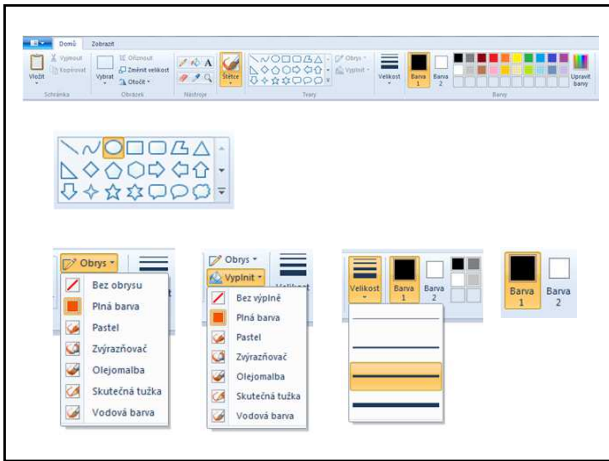 Domů Zobrazit
Vložit Vyjmout Kopírovat Schránka
Vybrat Oříznout Změnit velikost Otočit Obrázek
A Nástroje
Štětce
Obrys Vyplnit Tvary
Velikost
Barva 1 Barva 2 Upravit barvy Barvy
Obrys
Bez obrysu
Plná barva
Pastel
Zvýrazňovač
Olejomalba
Skutečná tužka
Vodová barva
Obrys
Vyplnit
Bez výplně
Plná barva
Pastel
Zvýrazňovač
Olejomalba
Skutečná tužka
Vodová barva
Velikost Barva 1 Barva 2
Barva 1 Barva 2